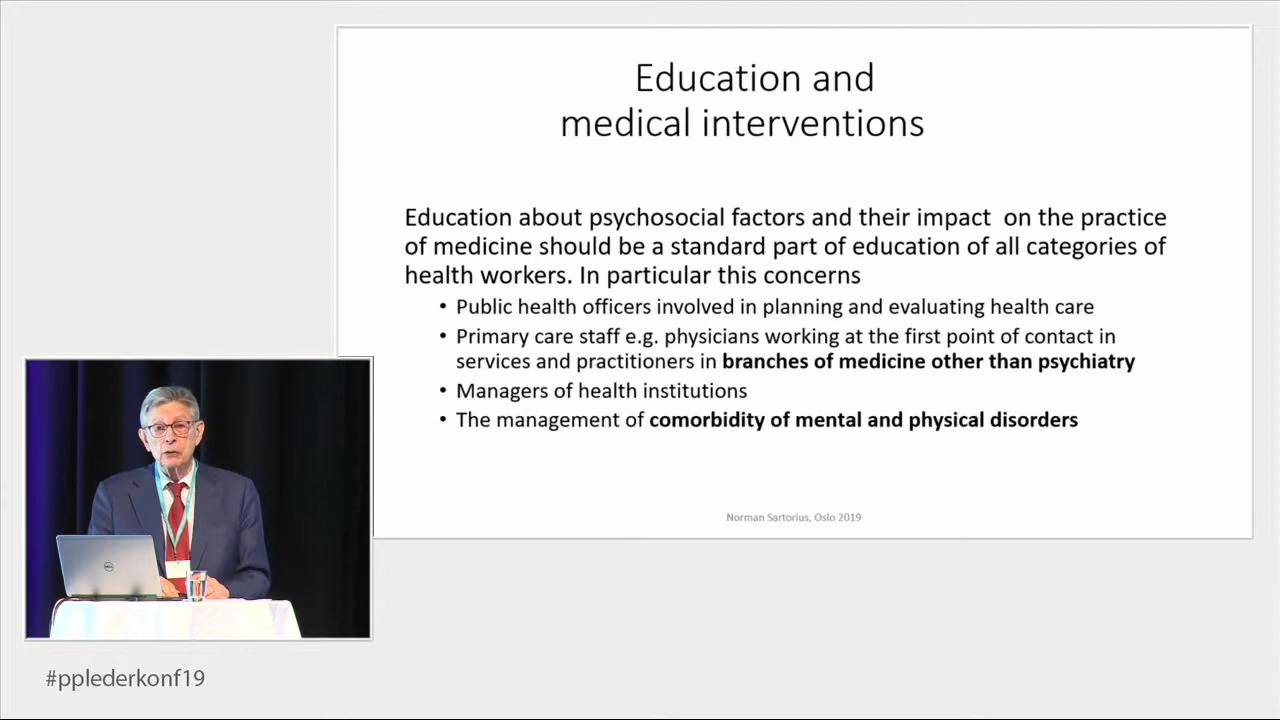 Education and
medical interventions
Education about psychosocial factors and their impact on the practice
of medicine should be a standard part of education of all categories of
health workers. In particular this concerns
• Public health officers involved in planning and evaluating health care
• Primary care staff e.g. physicians working at the first point of contact in
services and practitioners in branches of medicine other than psychiatry
• Managers of health institutions
• The management of comorbidity of mental and physical disorders
Norman Sartorius, Oslo 2019
DELL
#pplederkonf19